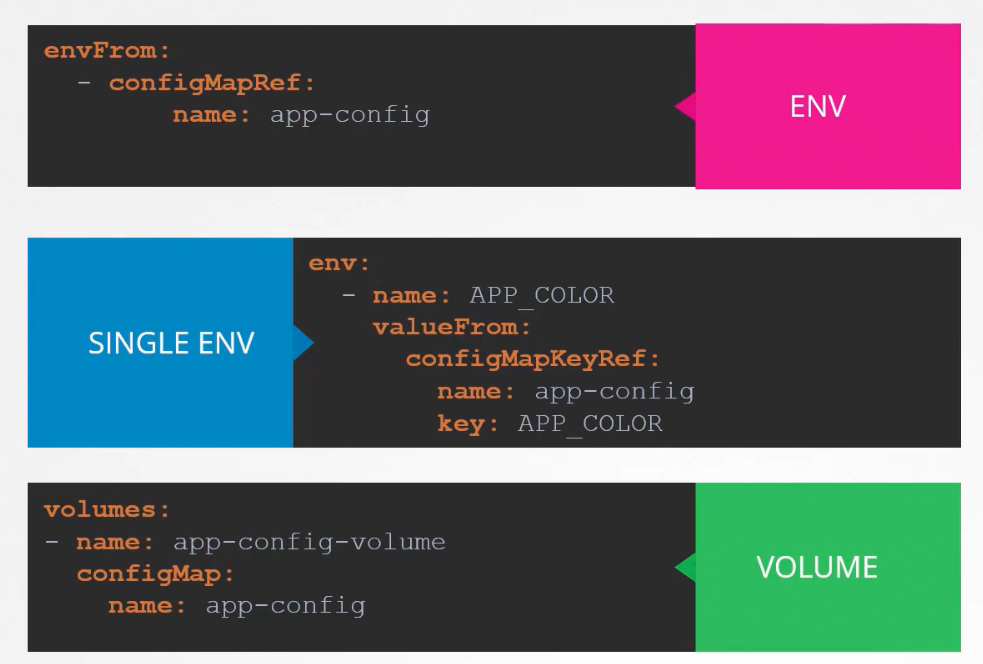 envFrom:
  - configMapRef:
        name: app-config
ENV
SINGLE ENV
env:
  - name: APP_COLOR
    valueFrom:
      configMapKeyRef:
        name: app-config
        key: APP_COLOR
volumes:
- name: app-config-volume
  configMap:
    name: app-config
VOLUME